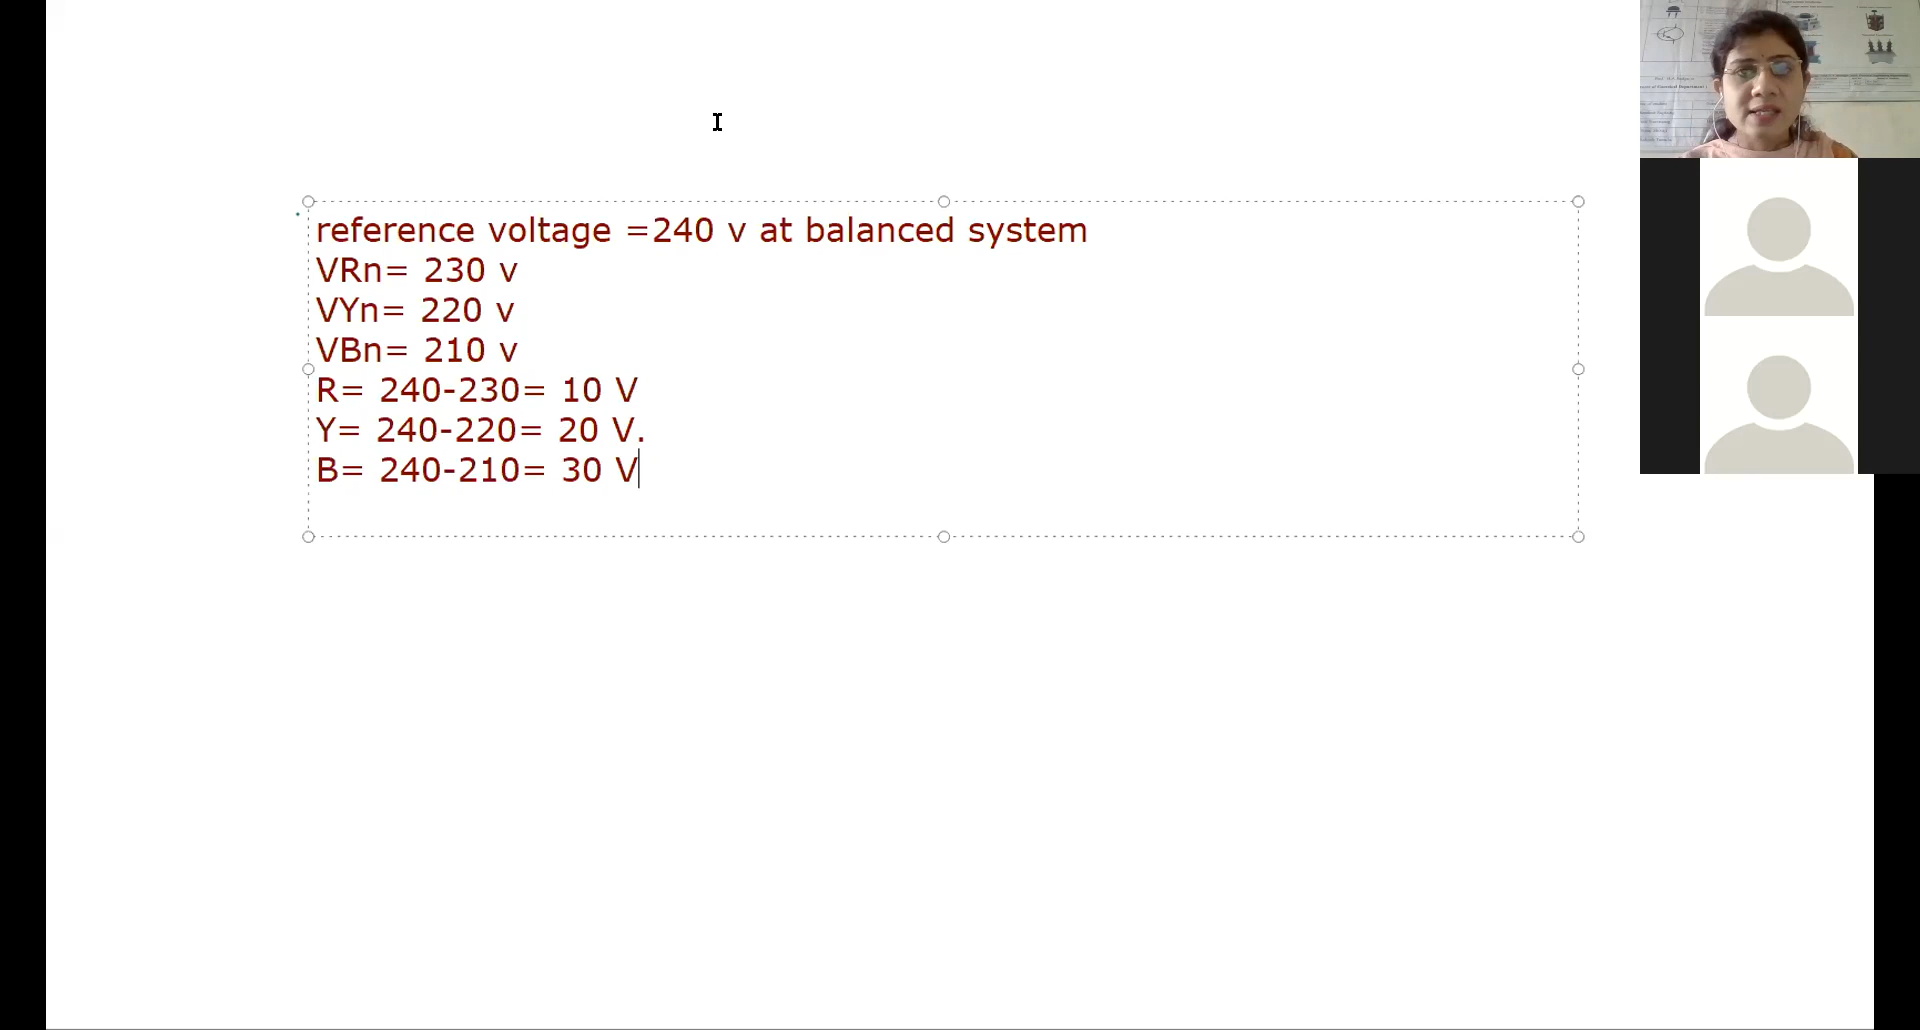 reference voltage =240 v at balanced system
VRn= 230 v
VYn= 220 v
VBn= 210 v
R= 240-230= 10 V
Y= 240-220= 20 V.
B= 240-210= 30 V